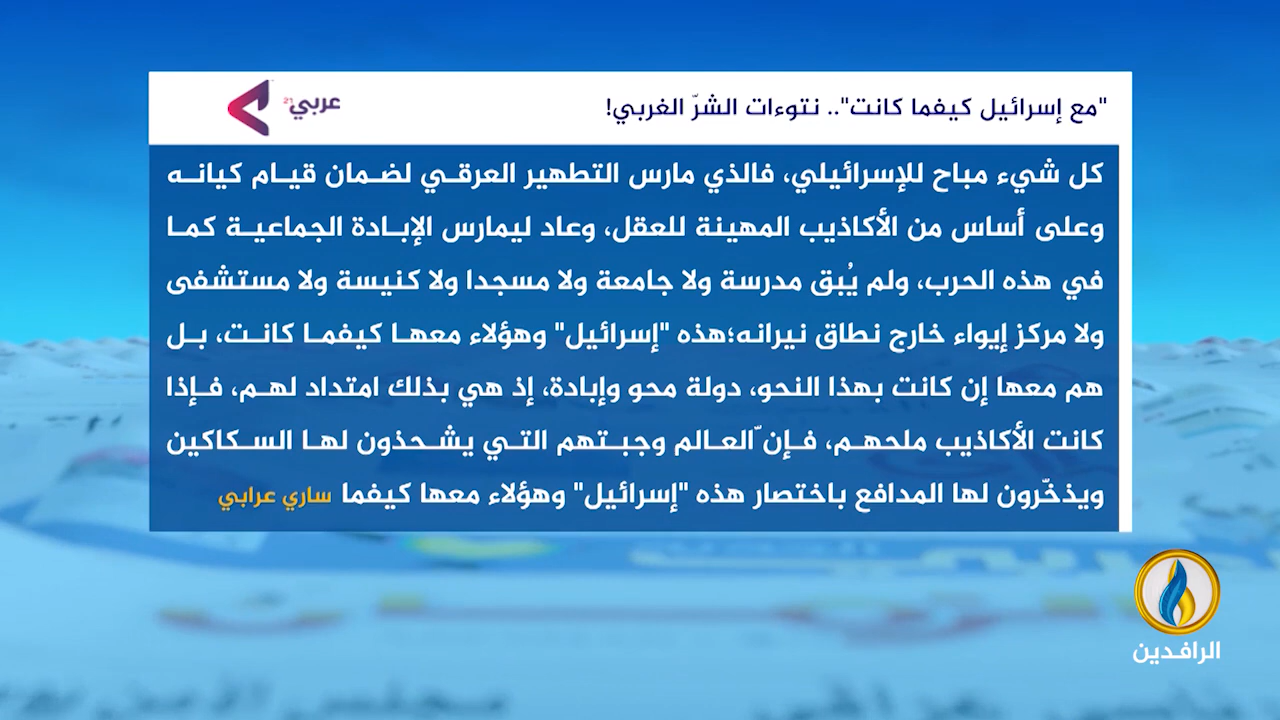 "مع إسرائيل كيفما كانت".. نتوءات الشرّ الغربي!
عربي21
كل شيء مباح للإسرائيلي، فالذي مارس التطهير العرقي لضمان قيام كيانه
وعلى أساس من الأكاذيب المهينة للعقل، وعاد ليمارس الإبادة الجماعية كما
في هذه الحرب، ولم يُبق مدرسة ولا جامعة ولا مسجدا ولا كنيسة ولا مستشفى
ولا مركز إيواء خارج نطاق نيرانه؛هذه "إسرائيل" وهؤلاء معها كيفما كانت، بل
هم معها إن كانت بهذا النحو، دولة محو وإبادة، إذ هي بذلك امتداد لهم، فإذا
كانت الأكاذيب ملحهم، فإن ّالعالم وجبتهم التي يشحذون لها السكاكين
ويذخّرون لها المدافع باختصار هذه "إسرائيل" وهؤلاء معها كيفما ساري عرابي
الرافدين
مجلس الأمن